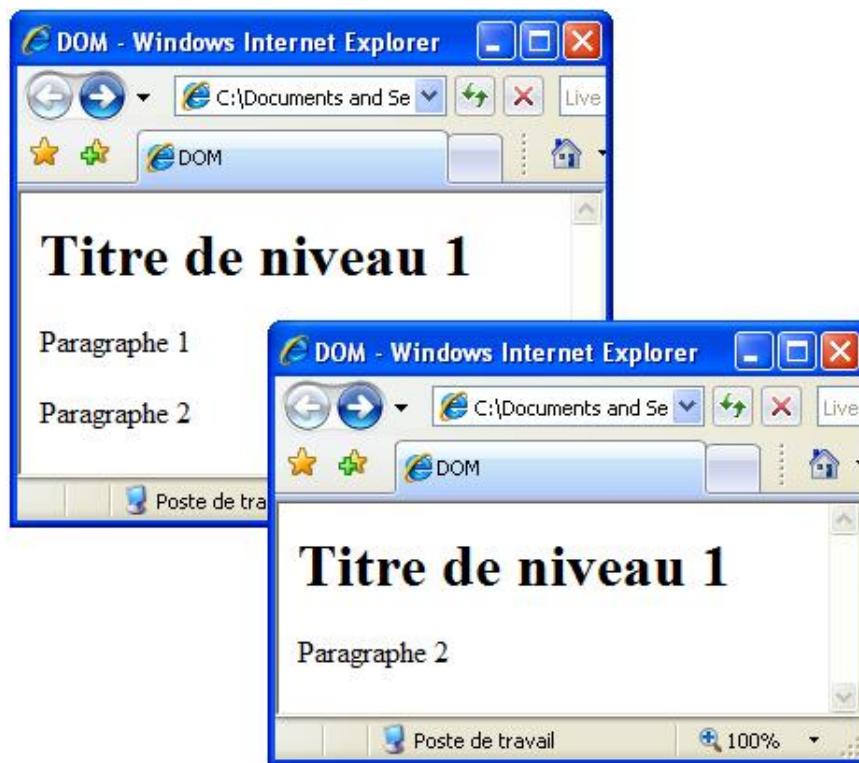 DOM - Windows Internet Explorer
C:\Documents and Se
Live
DOM
Titre de niveau 1
Paragraphe 1
Paragraphe 2
Poste de tra
DOM - Windows Internet Explorer
C:\Documents and Se
Live
DOM
Titre de niveau 1
Paragraphe 2
Poste de travail
100%